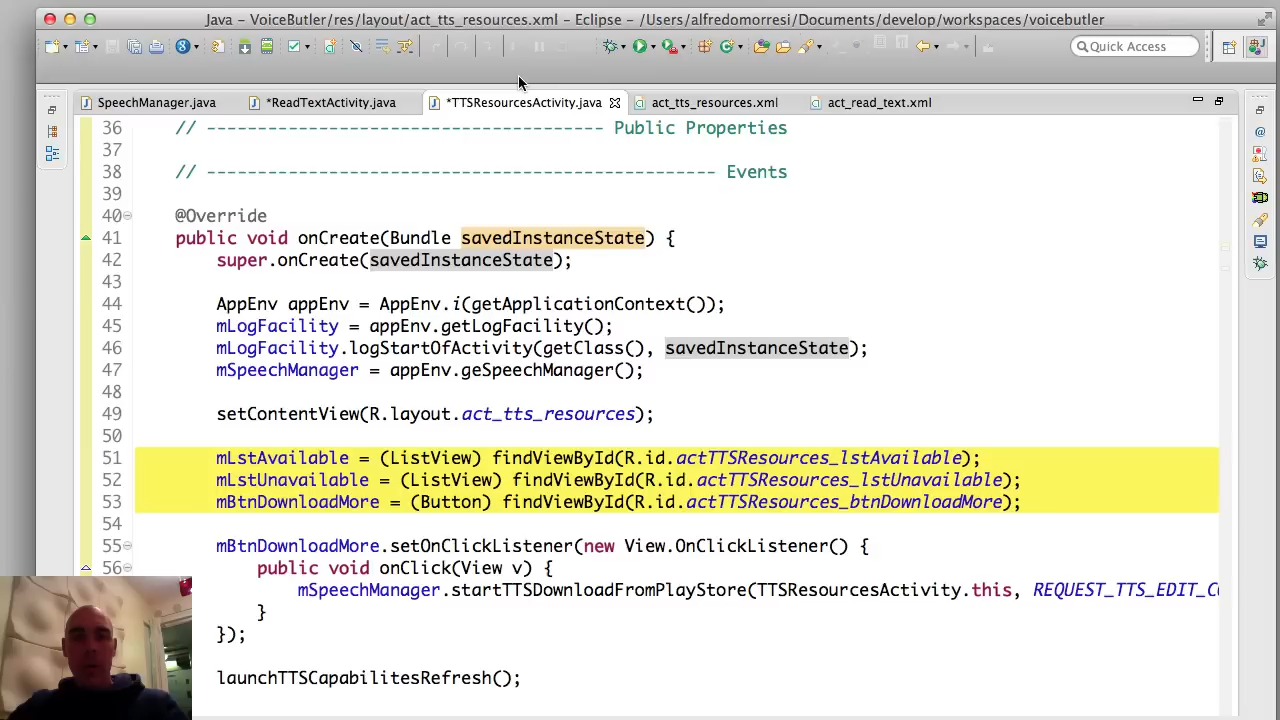 Java - VoiceButler/res/layout/act_tts_resources.xml - Eclipse - /Users/alfredomorresi/Documents/develop/workspaces/voicebutler
Quick Access
SpeechManager.java *ReadTextActivity.java *TTSResourcesActivity.java act_tts_resources.xml act_read_text.xml
36 // --------------------------------------- Public Properties
37
38 // -------------------------------------------------- Events
39
40 @Override
41 public void onCreate(Bundle savedInstanceState) {
42 super.onCreate(savedInstanceState);
43
44 AppEnv appEnv = AppEnv.i(getApplicationContext());
45 mLogFacility = appEnv.getLogFacility();
46 mLogFacility.logStartOfActivity(getClass(), savedInstanceState);
47 mSpeechManager = appEnv.geSpeechManager();
48
49 setContentView(R.layout.act_tts_resources);
50
51 mLstAvailable = (ListView) findViewById(R.id.actTTSResources_lstAvailable);
52 mLstUnavailable = (ListView) findViewById(R.id.actTTSResources_lstUnavailable);
53 mBtnDownloadMore = (Button) findViewById(R.id.actTTSResources_btnDownloadMore);
54
55 mBtnDownloadMore.setOnClickListener(new View.OnClickListener() {
56 public void onClick(View v) {
mSpeechManager.startTTSDownloadFromPlayStore(TTSResourcesActivity.this, REQUEST_TTS_EDIT_C
}
});
launchTTSCapabilitesRefresh();